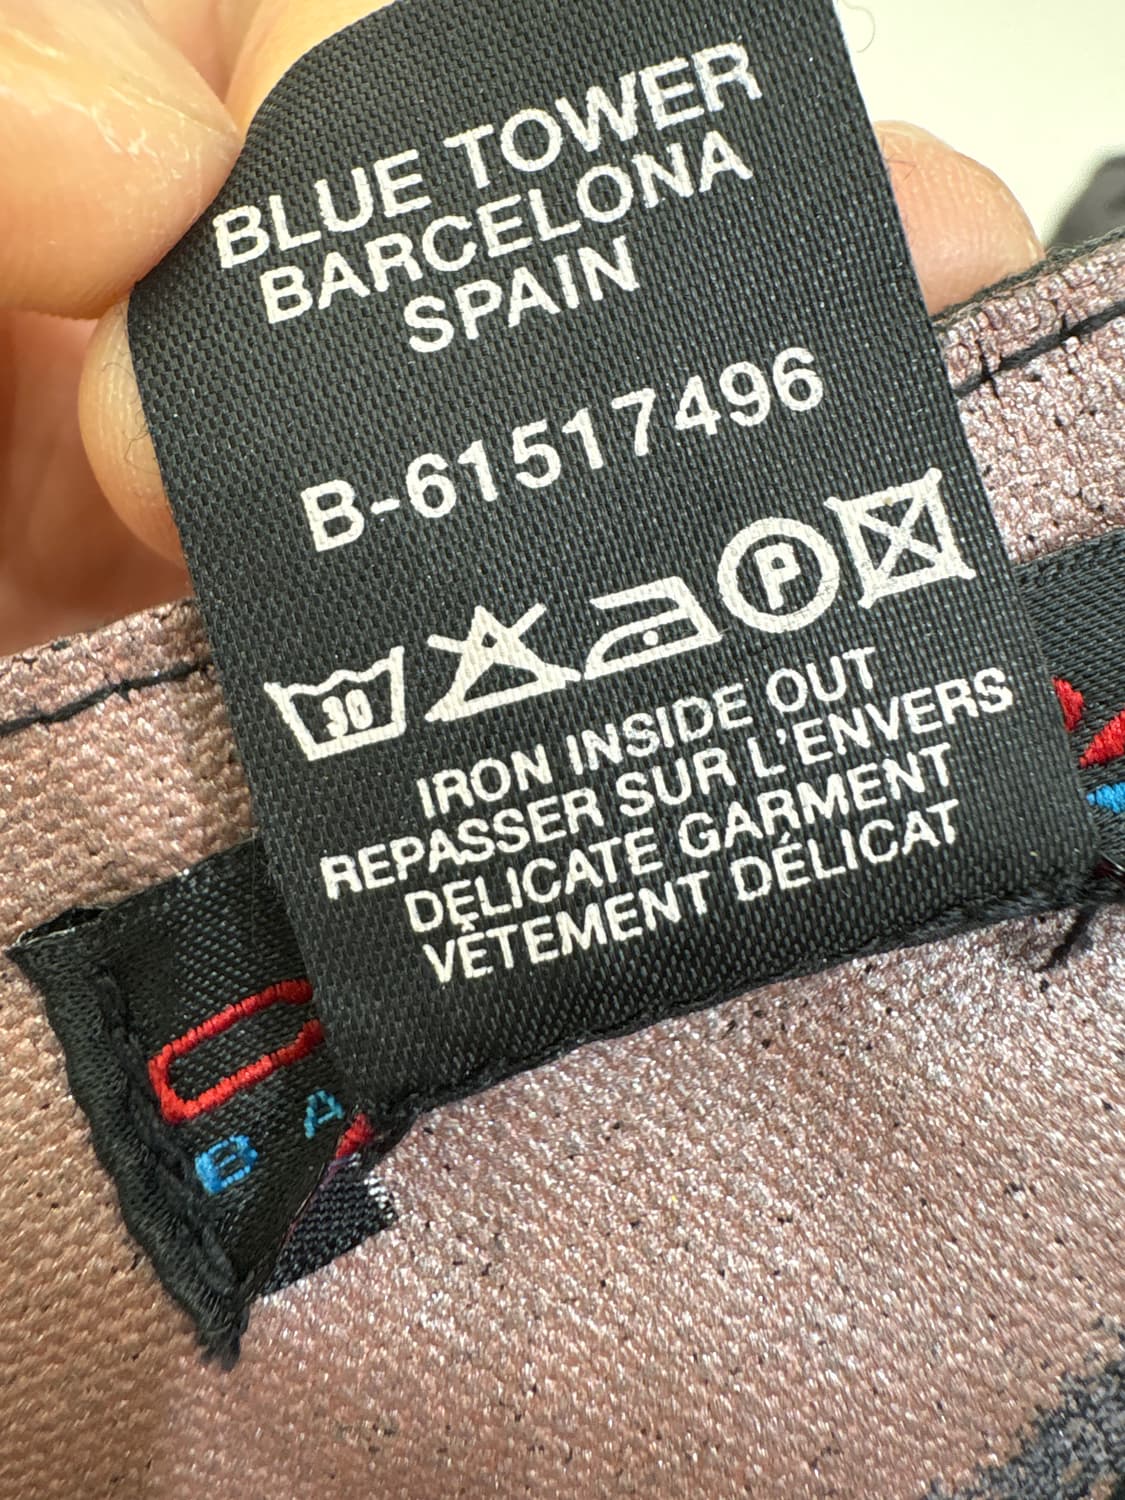 BLUE TOWER
BARCELONA
SPAIN
B-61517496
30
P
IRON INSIDE OUT
REPASSER SUR L'ENVERS
DELICATE GARMENT
VÊTEMENT DÉLICAT
B A